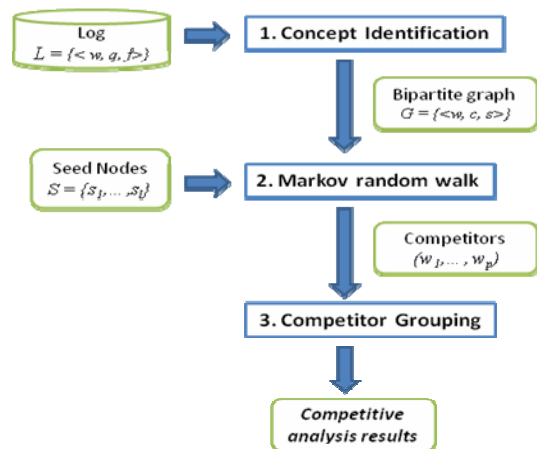 Log
L = {< w, q, f>}
1. Concept Identification
Bipartite graph
G = {<w, c, s>}
Seed Nodes
S = {s1,... ,sl}
2. Markov random walk
Competitors
(w1,... , wp)
3. Competitor Grouping
Competitive
analysis results